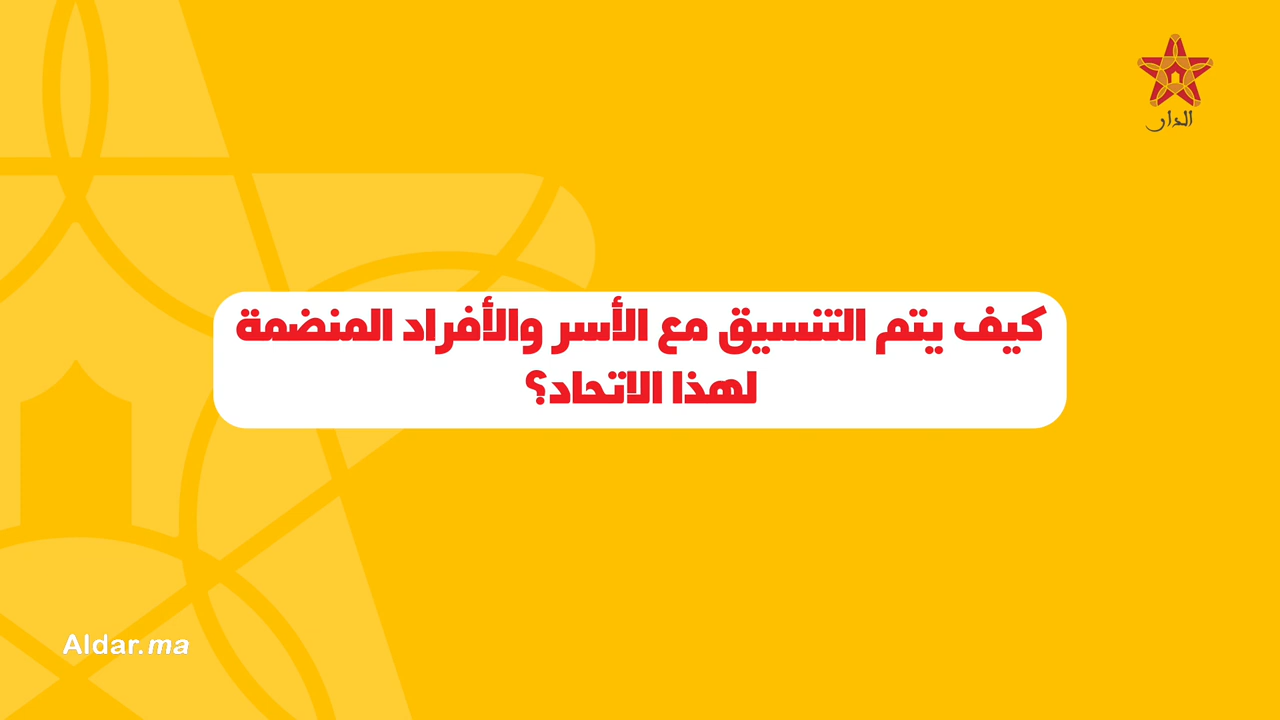 الدار
كيف يتم التنسيق مع الأسر والأفراد المنضمة
لهذا الاتحاد؟
Aldar.ma